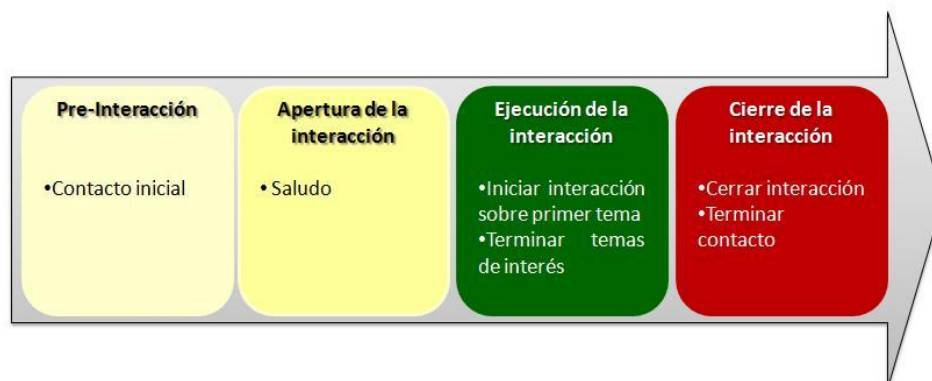 Pre-Interacción
•Contacto inicial
Apertura de la
interacción
• Saludo
Ejecución de la
interacción
•Iniciar interacción
sobre primer tema
•Terminar temas
de interés
Cierre de la
interacción
•Cerrar interacción
•Terminar
contacto